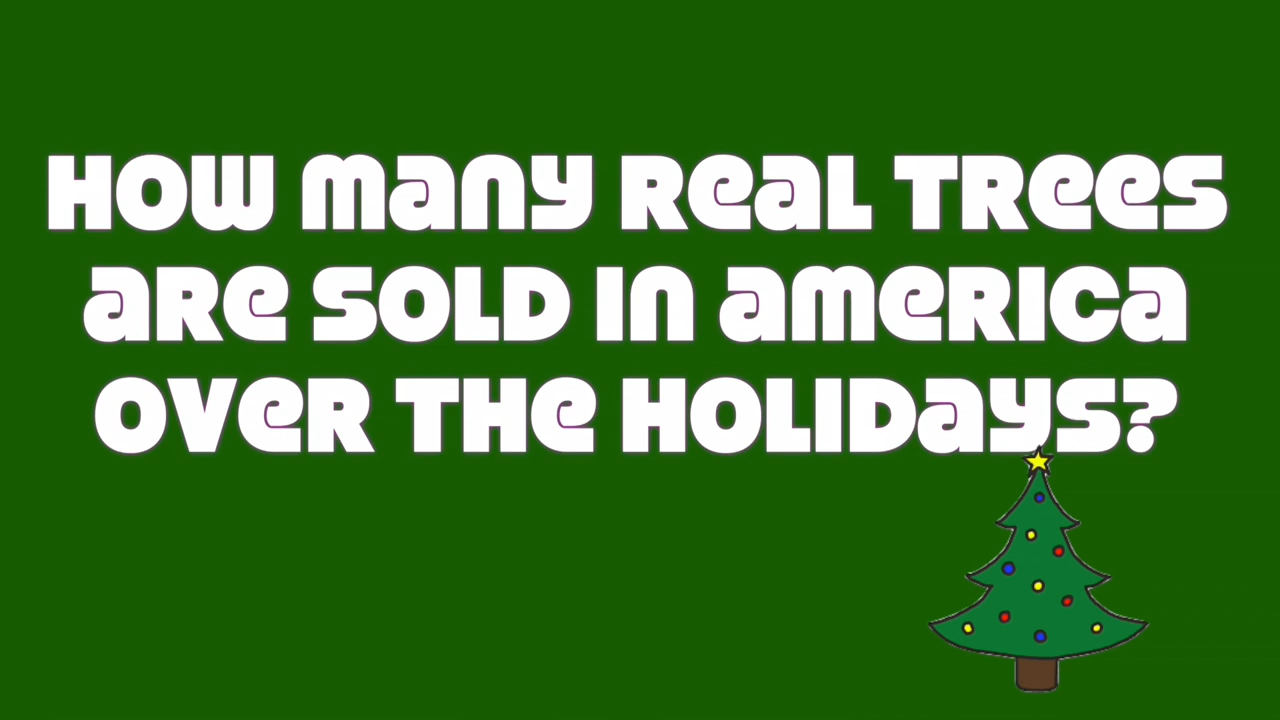 How many Real Trees
are sold in america
over the Holidays?